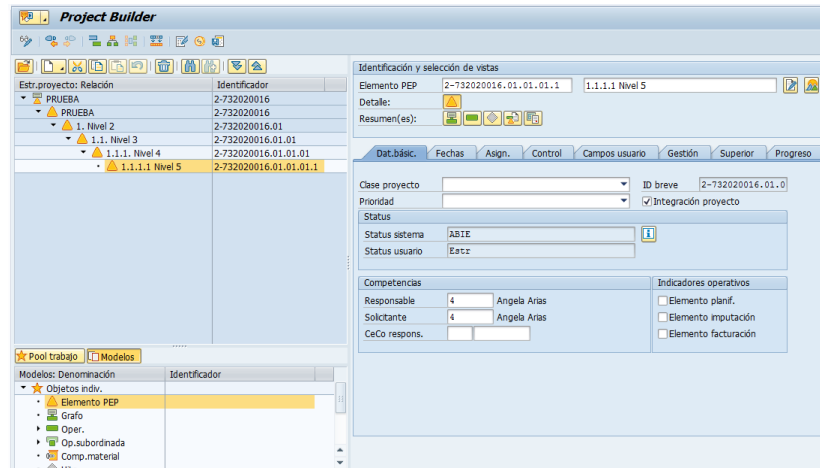 Project Builder
Identificación y selección de vistas
Estr.proyecto: Relación Identificador
PRUEBA 2-732020016
PRUEBA 2-732020016
1. Nivel 2 2-732020016.01
1.1. Nivel 3 2-732020016.01.01
1.1.1. Nivel 4 2-732020016.01.01.01
1.1.1.1 Nivel 5 2-732020016.01.01.01.1
Elemento PEP 2-732020016.01.01.01.1 1.1.1.1 Nivel 5
Detalle:
Resumen(es):
Dat.básic. Fechas Asign. Control Campos usuario Gestión Superior Progreso
Clase proyecto ID breve 2-732020016.01.0
Prioridad Integración proyecto
Status
Status sistema ABIE
Status usuario Estr
Competencias Indicadores operativos
Responsable 4 Angela Arias Elemento planif.
Solicitante 4 Angela Arias Elemento imputación
CeCo respons. Elemento facturación
Pool trabajo Modelos
Modelos: Denominación Identificador
Objetos indiv.
Elemento PEP
Grafo
Oper.
Op.subordinada
Comp.material